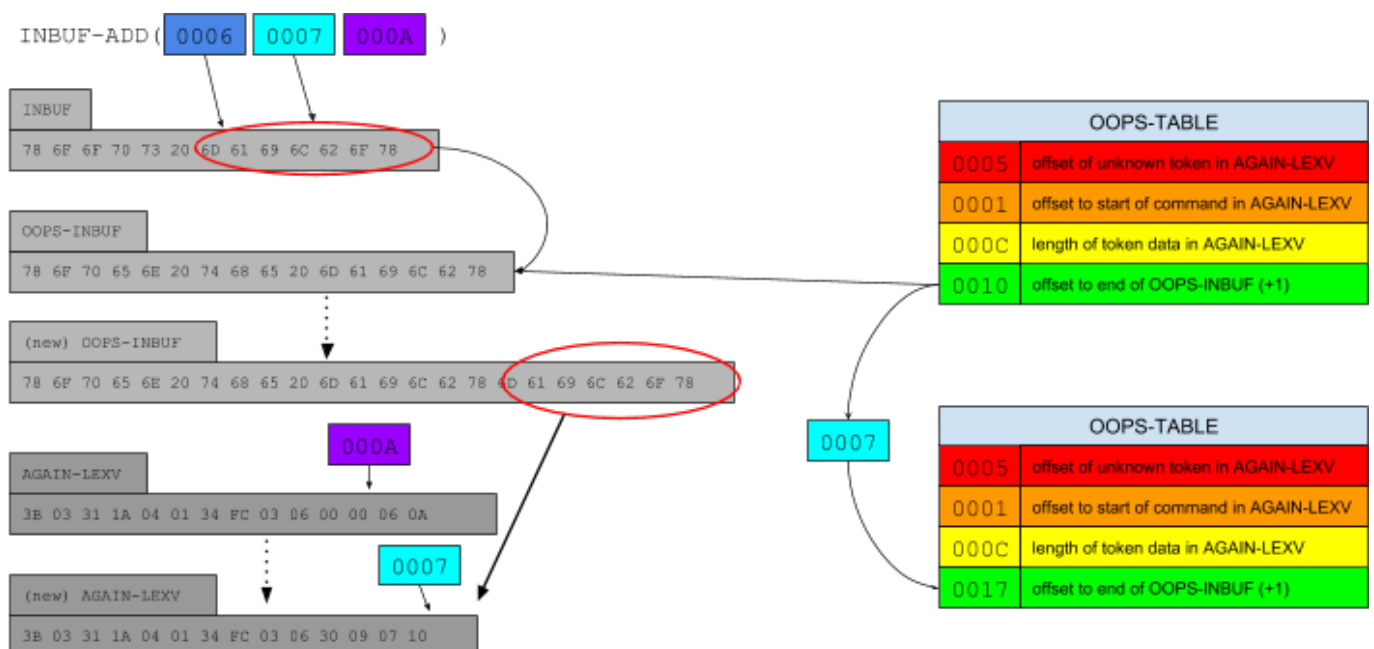 INBUF-ADD( 0006 0007 000A )
INBUF
78 6F 6F 70 73 20 6D 61 69 6C 62 6F 78
OOPS-INBUF
78 6F 70 65 6E 20 74 68 65 20 6D 61 69 6C 62 78
(new) OOPS-INBUF
78 6F 70 65 6E 20 74 68 65 20 6D 61 69 6C 62 78 6D 61 69 6C 62 6F 78
000A
AGAIN-LEXV
3B 03 31 1A 04 01 34 FC 03 06 00 00 06 0A
0007
(new) AGAIN-LEXV
3B 03 31 1A 04 01 34 FC 03 06 30 09 07 10
OOPS-TABLE
0005 offset of unknown token in AGAIN-LEXV
0001 offset to start of command in AGAIN-LEXV
000C length of token data in AGAIN-LEXV
0010 offset to end of OOPS-INBUF (+1)
0007
OOPS-TABLE
0005 offset of unknown token in AGAIN-LEXV
0001 offset to start of command in AGAIN-LEXV
000C length of token data in AGAIN-LEXV
0017 offset to end of OOPS-INBUF (+1)